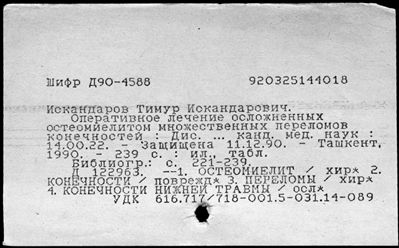 Шифр Д90-4588 920325144018
Искандаров Тимур Искандарович.
Оперативное лечение осложненных
остеомиелитом множественных переломов
конечностей : Дис. ... канд. мед. наук :
14.00.22. - Защищена 11.12.90. - Ташкент,
1990. - 239 с. : ил., табл.
Библиогр.: с. 221-239.
Д 122963. --1. ОСТЕОМИЕЛИТ / хир* 2.
КОНЕЧНОСТИ / поврежд* 3. ПЕРЕЛОМЫ / хир*
4. КОНЕЧНОСТИ НИЖНЕЙ ТРАВМЫ / осл*
УДК 616.717/718-001.5-031.14-089